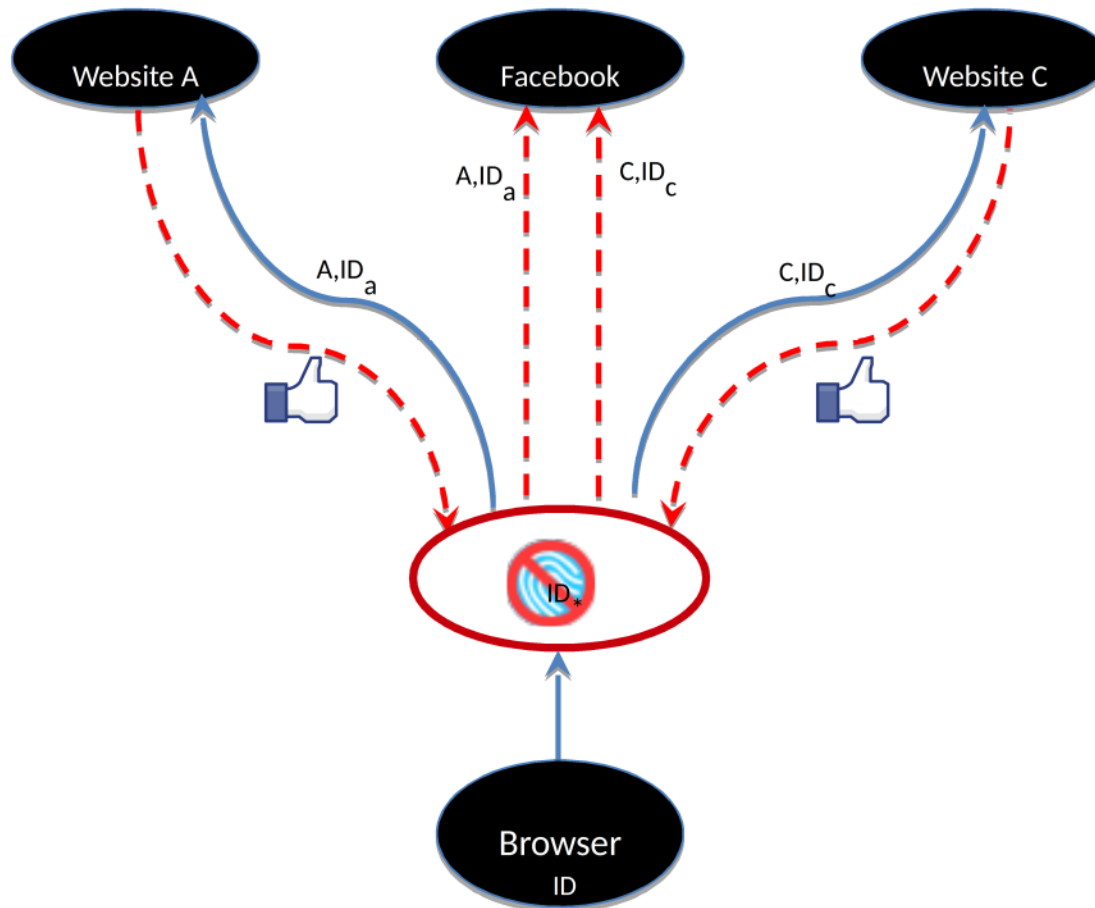 Website A
Facebook
Website C
A,IDa
C,IDc
A,IDa
C,IDc
ID*
Browser
ID